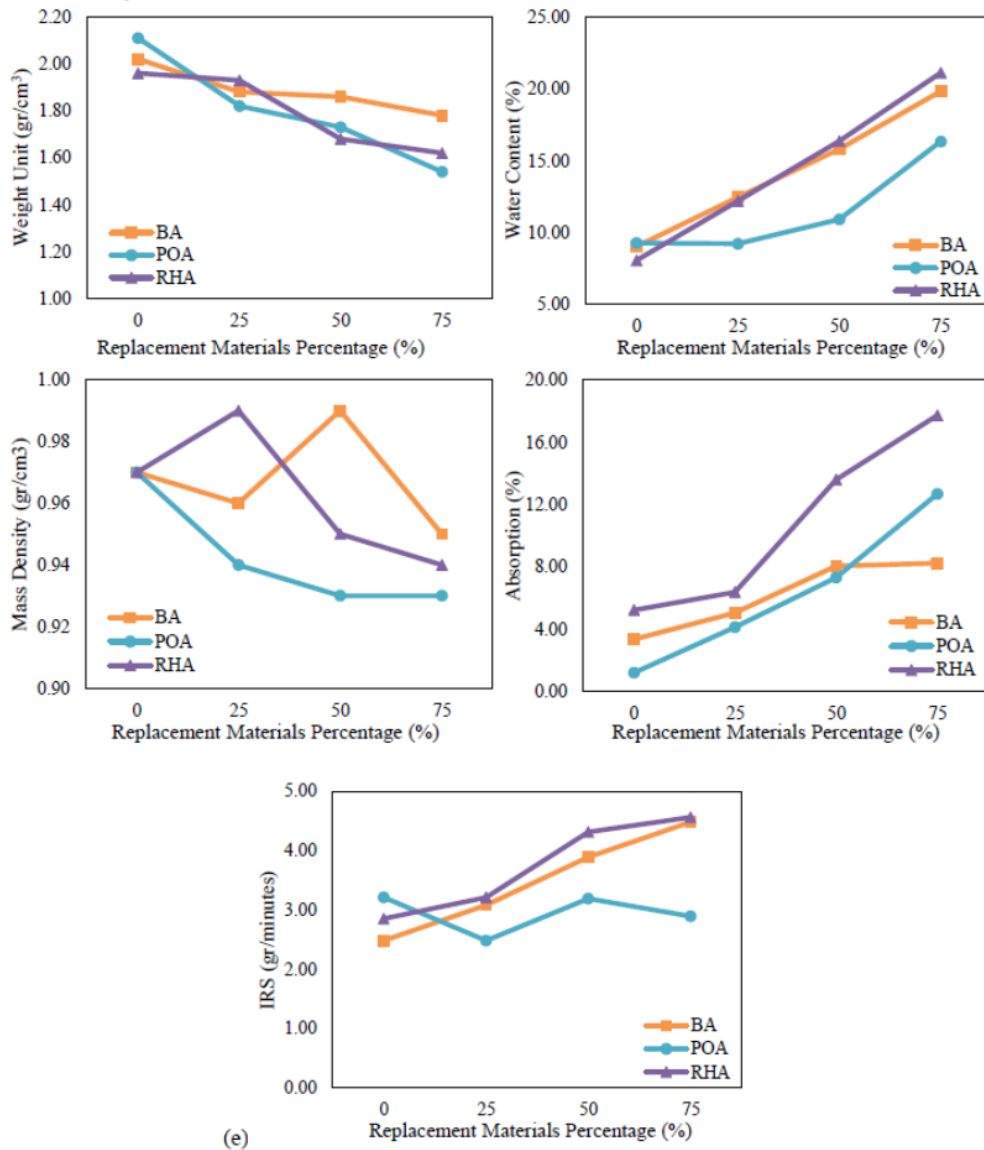 2.20
2.00
1.80
1.60
1.40
1.20
1.00
Weight Unit (gr/cm³)
BA
POA
RHA
0 25 50 75
Replacement Materials Percentage (%)
25.00
20.00
15.00
10.00
5.00
Water Content (%)
BA
POA
RHA
0 25 50 75
Replacement Materials Percentage (%)
1.00
0.98
0.96
0.94
0.92
0.90
Mass Density (gr/cm3)
BA
POA
RHA
0 25 50 75
Replacement Materials Percentage (%)
20.00
16.00
12.00
8.00
4.00
0.00
Absorption (%)
BA
POA
RHA
0 25 50 75
Replacement Materials Percentage (%)
5.00
4.00
3.00
2.00
1.00
0.00
IRS (gr/minutes)
BA
POA
RHA
0 25 50 75
Replacement Materials Percentage (%)
(e)